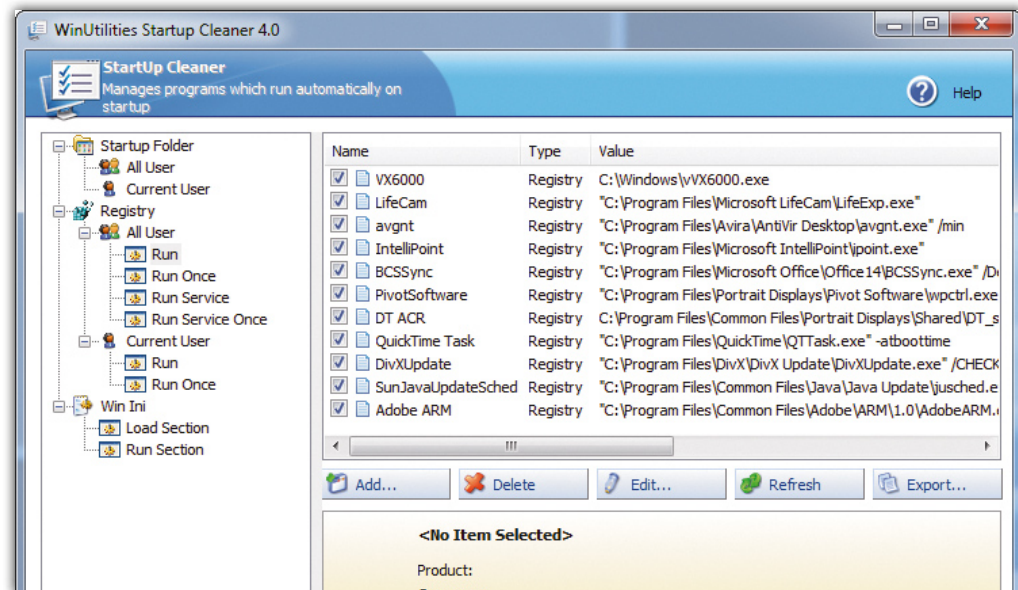 WinUtilities Startup Cleaner 4.0
StartUp Cleaner
Manages programs which run automatically on
startup
Help
Startup Folder
All User
Current User
Registry
All User
Run
Run Once
Run Service
Run Service Once
Current User
Run
Run Once
Win Ini
Load Section
Run Section
Name Type Value
VX6000 Registry C:\Windows\vVX6000.exe
LifeCam Registry "C:\Program Files\Microsoft LifeCam\LifeExp.exe"
avgnt Registry "C:\Program Files\Avira\AntiVir Desktop\avgnt.exe" /min
IntelliPoint Registry "C:\Program Files\Microsoft IntelliPoint\ipoint.exe"
BCSSync Registry "C:\Program Files\Microsoft Office\Office14\BCSSync.exe" /D
PivotSoftware Registry "C:\Program Files\Portrait Displays\Pivot Software\wpctrl.exe
DT ACR Registry C:\Program Files\Common Files\Portrait Displays\Shared\DT_s
QuickTime Task Registry "C:\Program Files\QuickTime\QTTask.exe" -atboottime
DivXUpdate Registry "C:\Program Files\DivX\DivX Update\DivXUpdate.exe" /CHECK
SunJavaUpdateSched Registry "C:\Program Files\Common Files\Java\Java Update\jusched.e
Adobe ARM Registry "C:\Program Files\Common Files\Adobe\ARM\1.0\AdobeARM.
Add... Delete Edit... Refresh Export...
<No Item Selected>
Product: